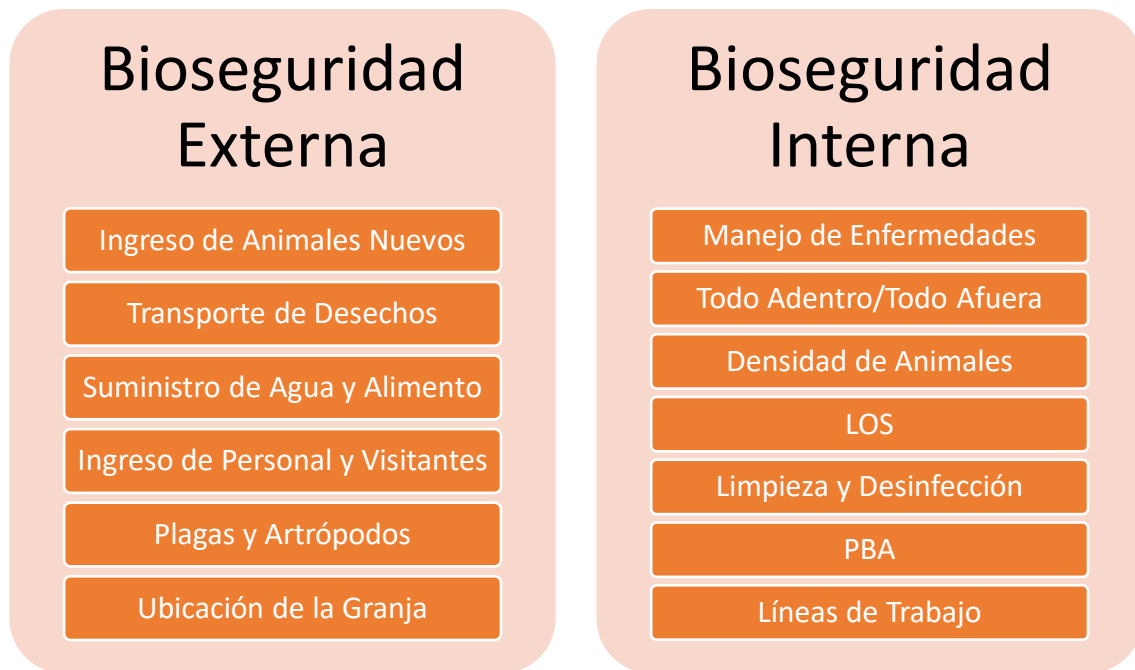 Bioseguridad
Externa
Ingreso de Animales Nuevos
Transporte de Desechos
Suministro de Agua y Alimento
Ingreso de Personal y Visitantes
Plagas y Artrópodos
Ubicación de la Granja
Bioseguridad
Interna
Manejo de Enfermedades
Todo Adentro/Todo Afuera
Densidad de Animales
LOS
Limpieza y Desinfección
PBA
Líneas de Trabajo